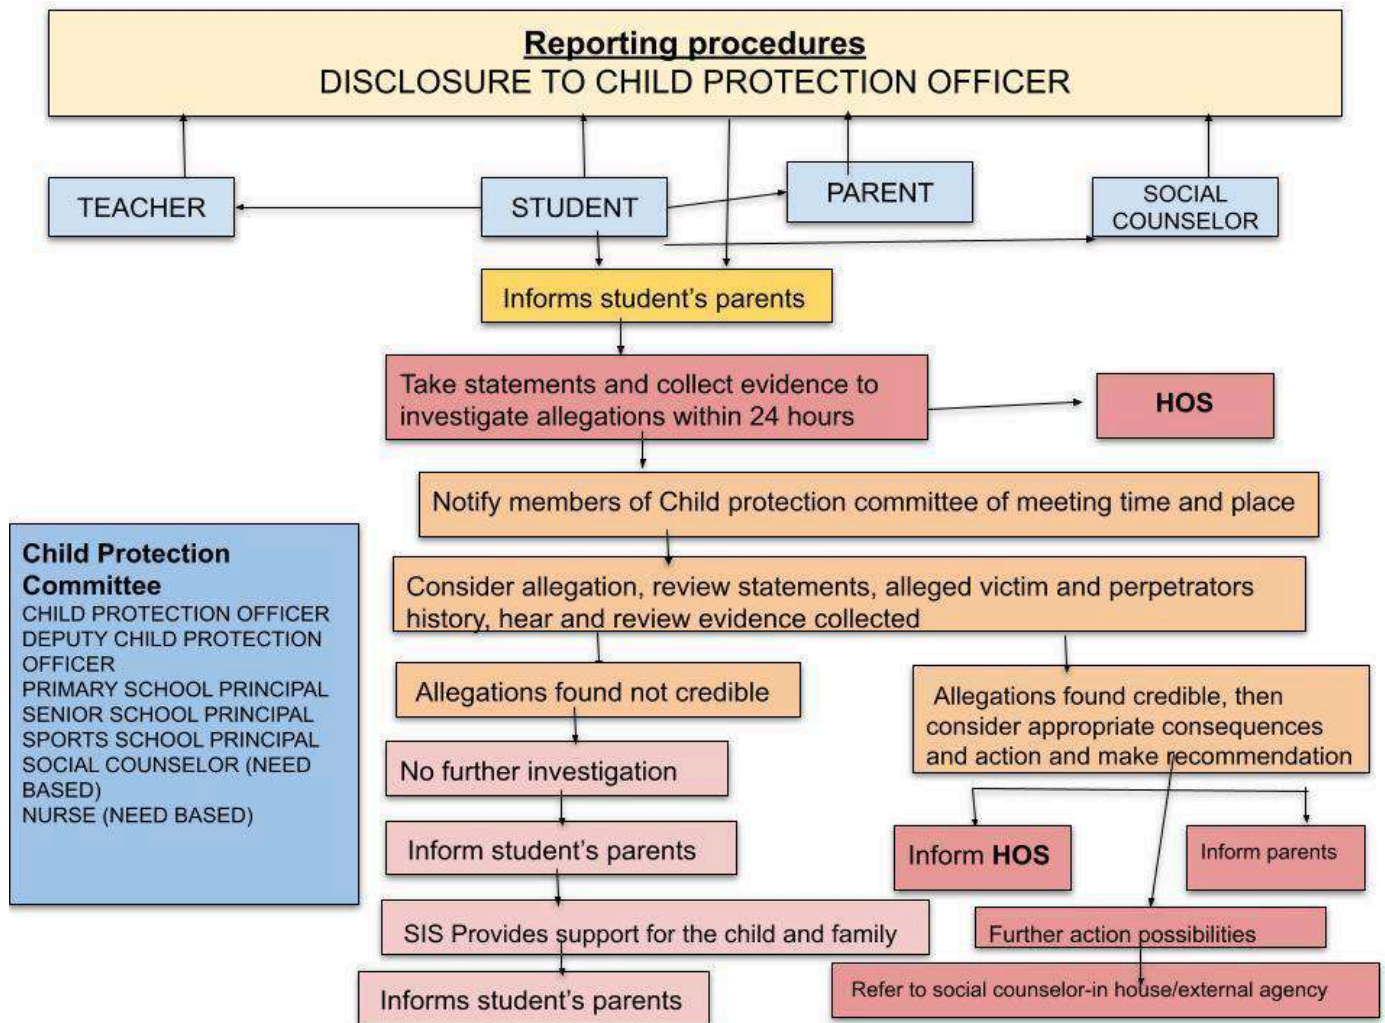 Reporting procedures
DISCLOSURE TO CHILD PROTECTION OFFICER
TEACHER
STUDENT
PARENT
SOCIAL
COUNSELOR
Informs student’s parents
Take statements and collect evidence to
investigate allegations within 24 hours
HOS
Notify members of Child protection committee of meeting time and place
Child Protection
Committee
CHILD PROTECTION OFFICER
DEPUTY CHILD PROTECTION
OFFICER
PRIMARY SCHOOL PRINCIPAL
SENIOR SCHOOL PRINCIPAL
SPORTS SCHOOL PRINCIPAL
SOCIAL COUNSELOR (NEED
BASED)
NURSE (NEED BASED)
Consider allegation, review statements, alleged victim and perpetrators
history, hear and review evidence collected
Allegations found not credible
No further investigation
Inform student’s parents
SIS Provides support for the child and family
Informs student’s parents
Allegations found credible, then
consider appropriate consequences
and action and make recommendation
Inform HOS
Inform parents
Further action possibilities
Refer to social counselor-in house/external agency